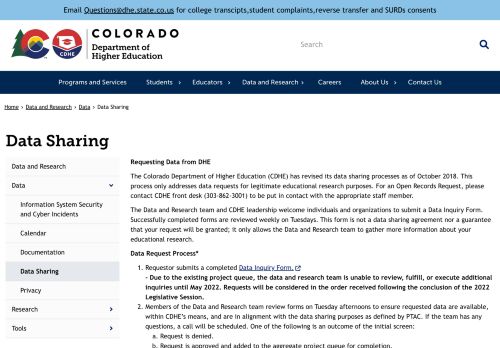 Email Questions@dhe.state.co.us for college transcipts,student complaints,reverse transfer and SURDs consents
COLORADO
Department of
Higher Education
CDHE
Search
Programs and Services
Students
Educators
Data and Research
Careers
About Us
Contact Us
Home › Data and Research › Data › Data Sharing
Data Sharing
Data and Research
Data
Information System Security
and Cyber Incidents
Calendar
Documentation
Data Sharing
Privacy
Research
Tools
Requesting Data from DHE
The Colorado Department of Higher Education (CDHE) has revised its data sharing processes as of October 2018. This
process only addresses data requests for legitimate educational research purposes. For an Open Records Request, please
contact CDHE front desk (303-862-3001) to be put in contact with the appropriate staff member.
The Data and Research team and CDHE leadership welcome individuals and organizations to submit a Data Inquiry Form.
Successfully completed forms are reviewed weekly on Tuesdays. This form is not a data sharing agreement nor a guarantee
that your request will be granted; it only allows the Data and Research team to gather more information about your
educational research.
Data Request Process*
1. Requestor submits a completed Data Inquiry Form.
- Due to the existing project queue, the data and research team is unable to review, fulfill, or execute additional
inquiries until May 2022. Requests will be considered in the order received following the conclusion of the 2022
Legislative Session.
2. Members of the Data and Research team review forms on Tuesday afternoons to ensure requested data are available,
within CDHE's means, and are in alignment with the data sharing purposes as defined by PTAC. If the team has any
questions, a call will be scheduled. One of the following is an outcome of the initial screen:
a. Request is denied.
b. Request is approved and added to the aggregate project queue for completion.